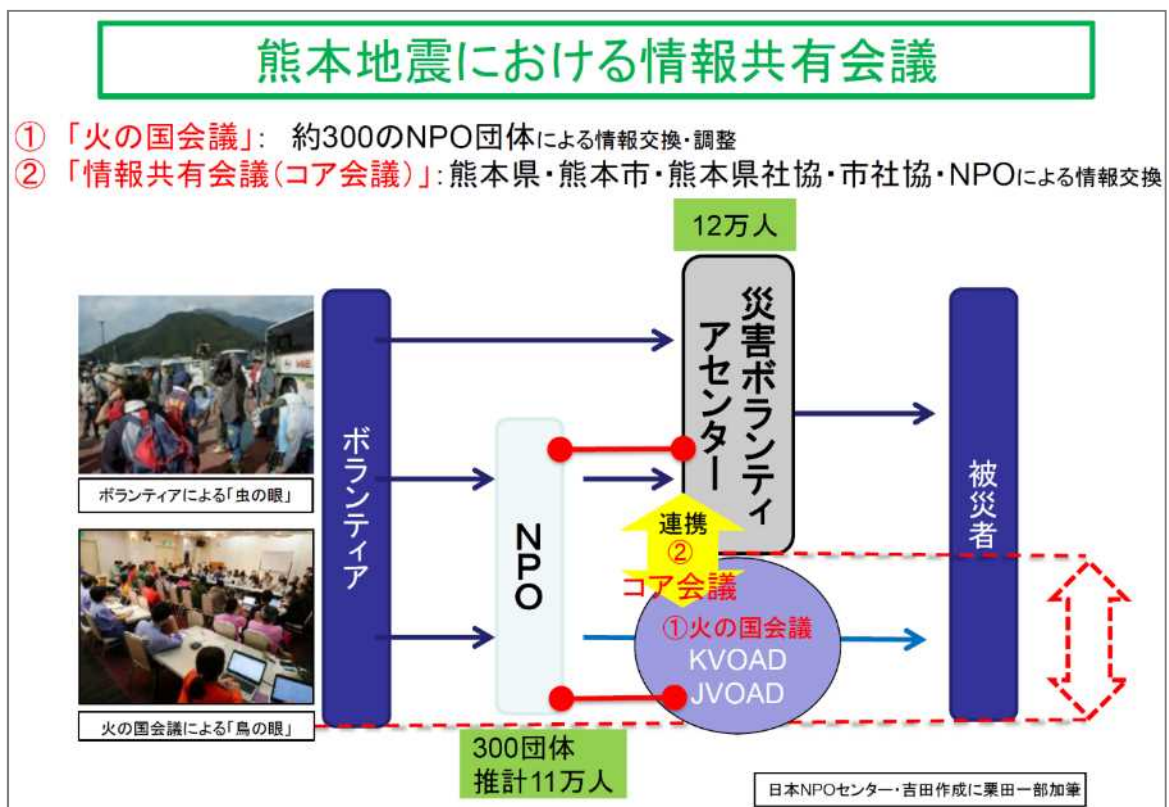 熊本地震における情報共有会議
① 「火の国会議」: 約300のNPO団体による情報交換・調整
② 「情報共有会議(コア会議)」:熊本県・熊本市・熊本県社協・市社協・NPOによる情報交換
12万人
災害ボランティ
アセンター
ボランティア
NPO
被災者
連携
②
コア会議
①火の国会議
KVOAD
JVOAD
ボランティアによる「虫の眼」
火の国会議による「鳥の眼」
300団体
推計11万人
日本NPOセンター・吉田作成に栗田一部加筆